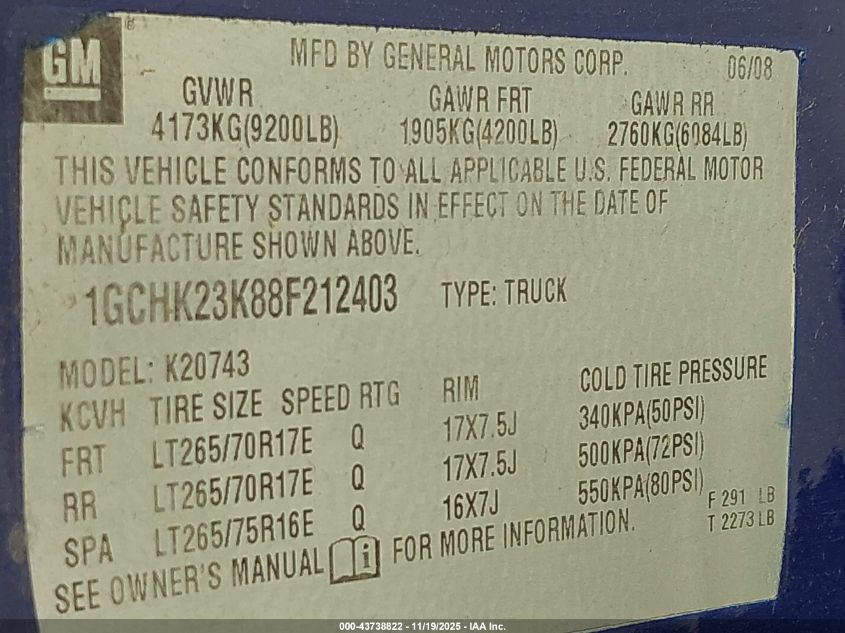 GM
MFD BY GENERAL MOTORS CORP. 06/08
GVWR GAWR FRT GAWR RR
4173KG(9200LB) 1905KG(4200LB) 2760KG(6084LB)
THIS VEHICLE CONFORMS TO ALL APPLICABLE U.S. FEDERAL MOTOR
VEHICLE SAFETY STANDARDS IN EFFECT ON THE DATE OF
MANUFACTURE SHOWN ABOVE.
1GCHK23K88F212403 TYPE: TRUCK
MODEL: K20743
KCVH TIRE SIZE SPEED RTG RIM COLD TIRE PRESSURE
FRT LT265/70R17E Q 17X7.5J 340KPA(50PSI)
RR LT265/70R17E Q 17X7.5J 500KPA(72PSI)
SPA LT265/75R16E Q 16X7J 550KPA(80PSI)
F 291 LB
T 2273 LB
SEE OWNER'S MANUAL i FOR MORE INFORMATION.
000-43738822 - 11/19/2025 - IAA Inc.